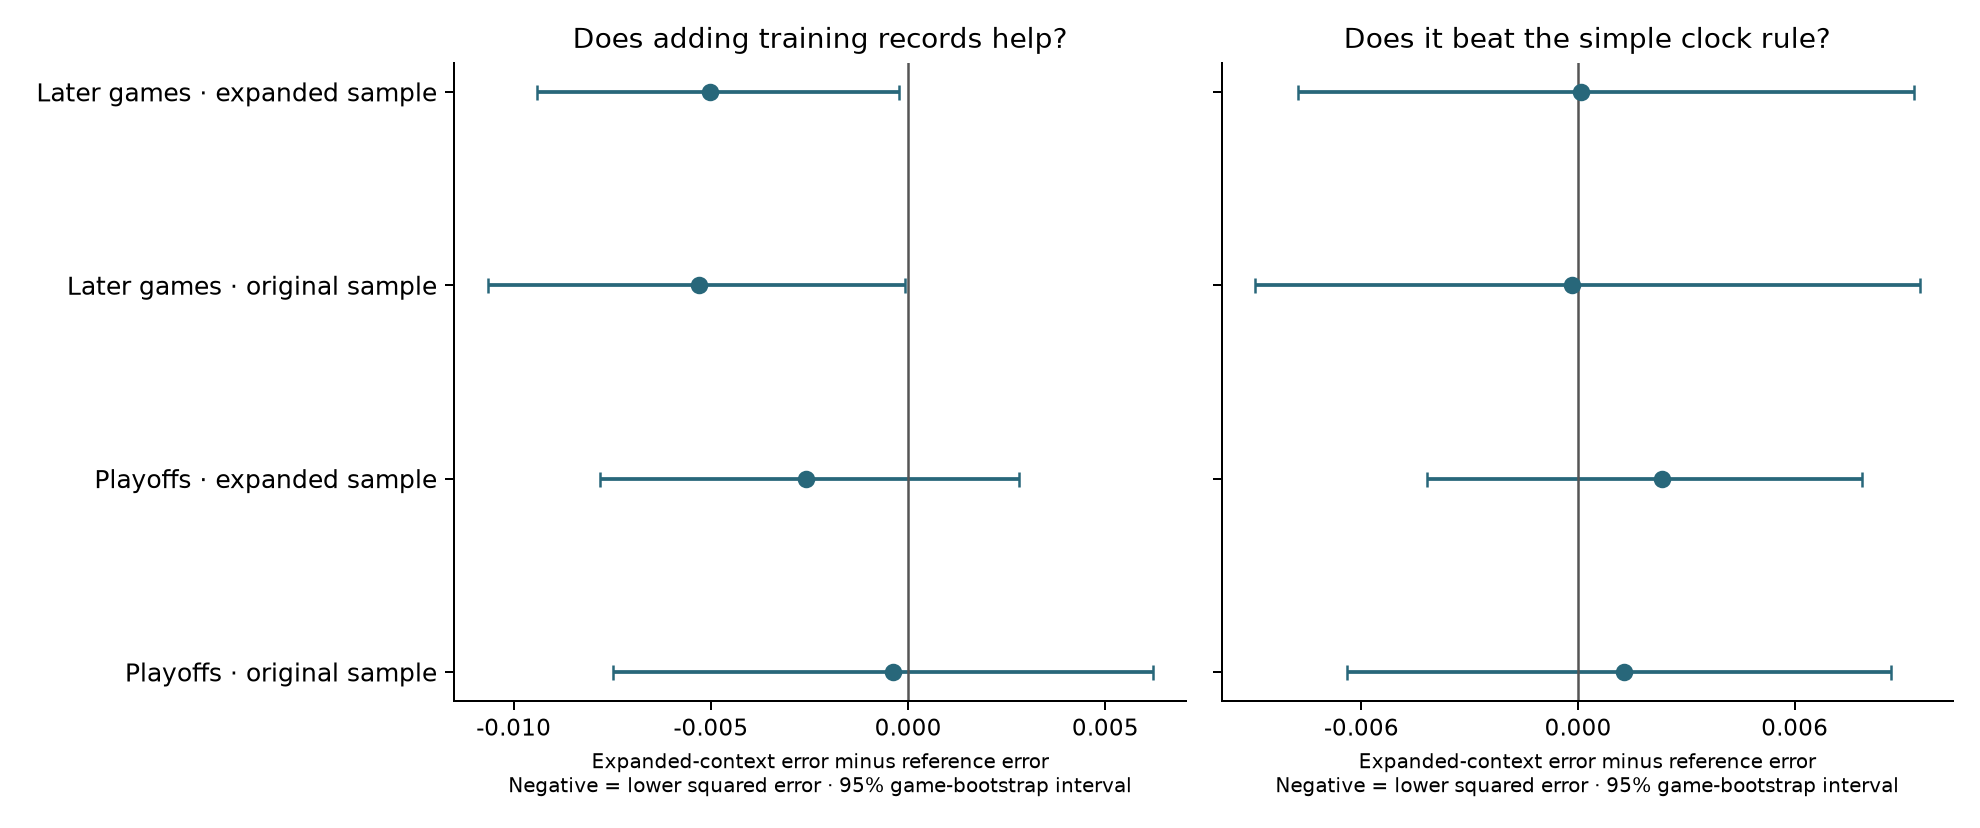 Does adding training records help?
Does it beat the simple clock rule?
Later games · expanded sample
Later games · original sample
Playoffs · expanded sample
Playoffs · original sample
-0.010 -0.005 0.000 0.005
Expanded-context error minus reference error
Negative = lower squared error · 95% game-bootstrap interval
-0.006 0.000 0.006
Expanded-context error minus reference error
Negative = lower squared error · 95% game-bootstrap interval